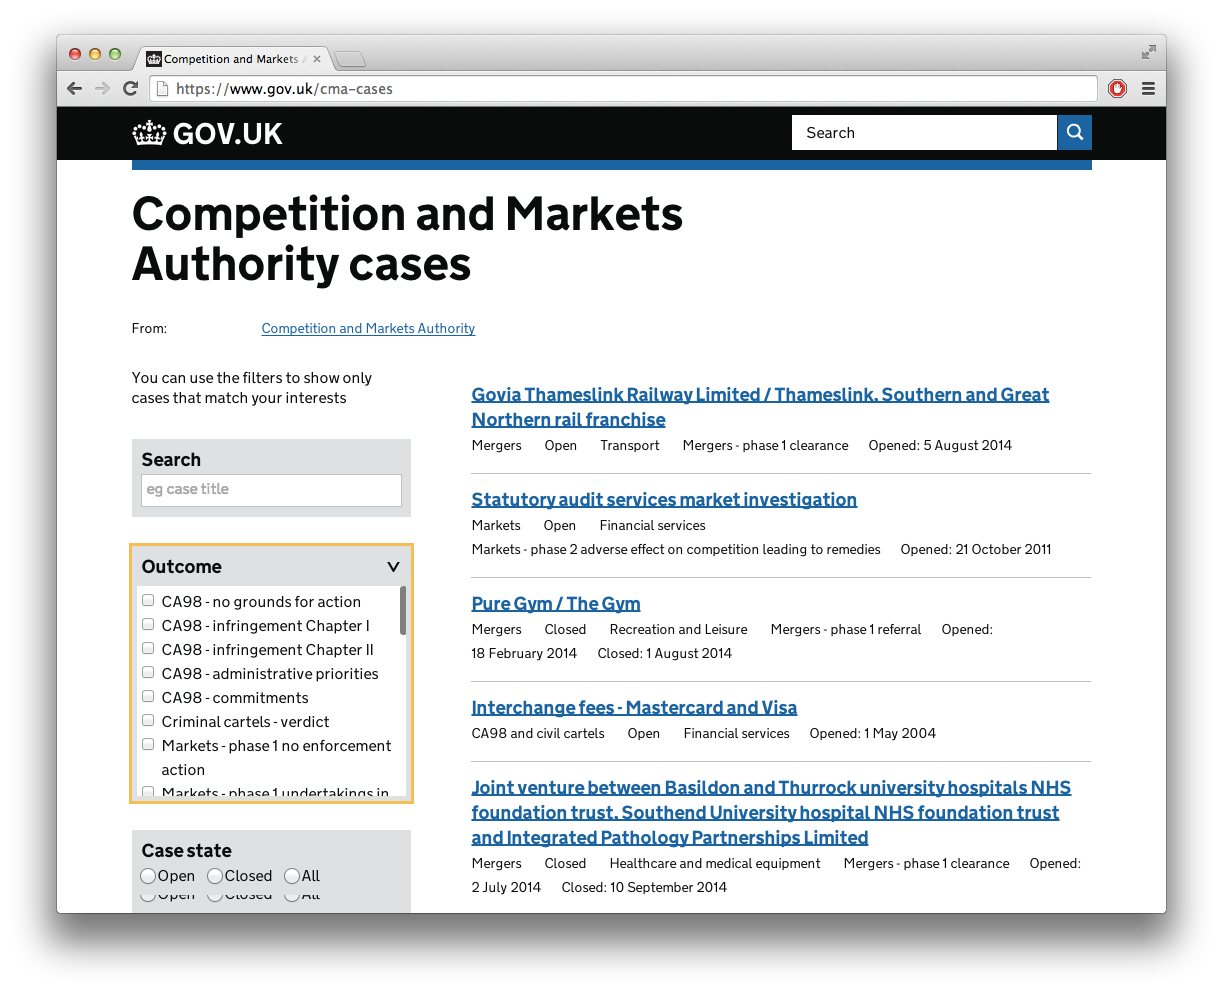 Competition and Markets A
https://www.gov.uk/cma-cases
GOV.UK
Search
Competition and Markets
Authority cases
From:
Competition and Markets Authority
You can use the filters to show only
cases that match your interests
Search
eg case title
Outcome
CA98 - no grounds for action
CA98 - infringement Chapter I
CA98 - infringement Chapter II
CA98 - administrative priorities
CA98 - commitments
Criminal cartels - verdict
Markets - phase 1 no enforcement
action
Markets - phase 1 undertakings in
Case state
Open Closed All
Open Closed All
Govia Thameslink Railway Limited / Thameslink, Southern and Great
Northern rail franchise
Mergers Open Transport Mergers - phase 1 clearance Opened: 5 August 2014
Statutory audit services market investigation
Markets Open Financial services
Markets - phase 2 adverse effect on competition leading to remedies Opened: 21 October 2011
Pure Gym / The Gym
Mergers Closed Recreation and Leisure Mergers - phase 1 referral Opened:
18 February 2014 Closed: 1 August 2014
Interchange fees - Mastercard and Visa
CA98 and civil cartels Open Financial services Opened: 1 May 2004
Joint venture between Basildon and Thurrock university hospitals NHS
foundation trust, Southend University hospital NHS foundation trust
and Integrated Pathology Partnerships Limited
Mergers Closed Healthcare and medical equipment Mergers - phase 1 clearance Opened:
2 July 2014 Closed: 10 September 2014